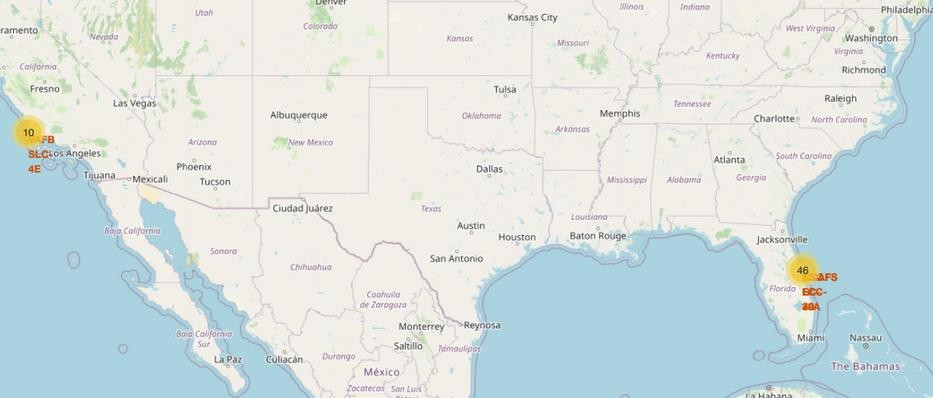 Denver
Utah
Colorado
Kansas City
Illinois
Indiana
Philadelphia
ramento
Nevada
Kansas
Missouri
West Virginia
Washington
Kentucky
Virginia
California
Richmond
Fresno
Las Vegas
Tulsa
Raleigh
Albuquerque
Oklahoma
Memphis
Tennessee
Charlotte
North Carolina
10
AFB
Arizona
New Mexico
Arkansas
SLC-
Los Angeles
Phoenix
Dallas
Atlanta
South Carolina
4E
Tijuana
Mexicali
Tucson
Mississippi
Alabama
Georgia
Ciudad Juárez
Texas
Louisiana
Baja California
Austin
Houston
Baton Rouge
Jacksonville
Sonora
San Antonio
Chihuahua
46
AFS
Florida
Coahuila
de Zaragoza
Baja California
Sur
Monterrey
Reynosa
Saltillo
Tamaulipas
Miami
Nassau
La Paz
Culiacán
Durango
The Bahamas
México
Zacatecas
San Luis
La Habana